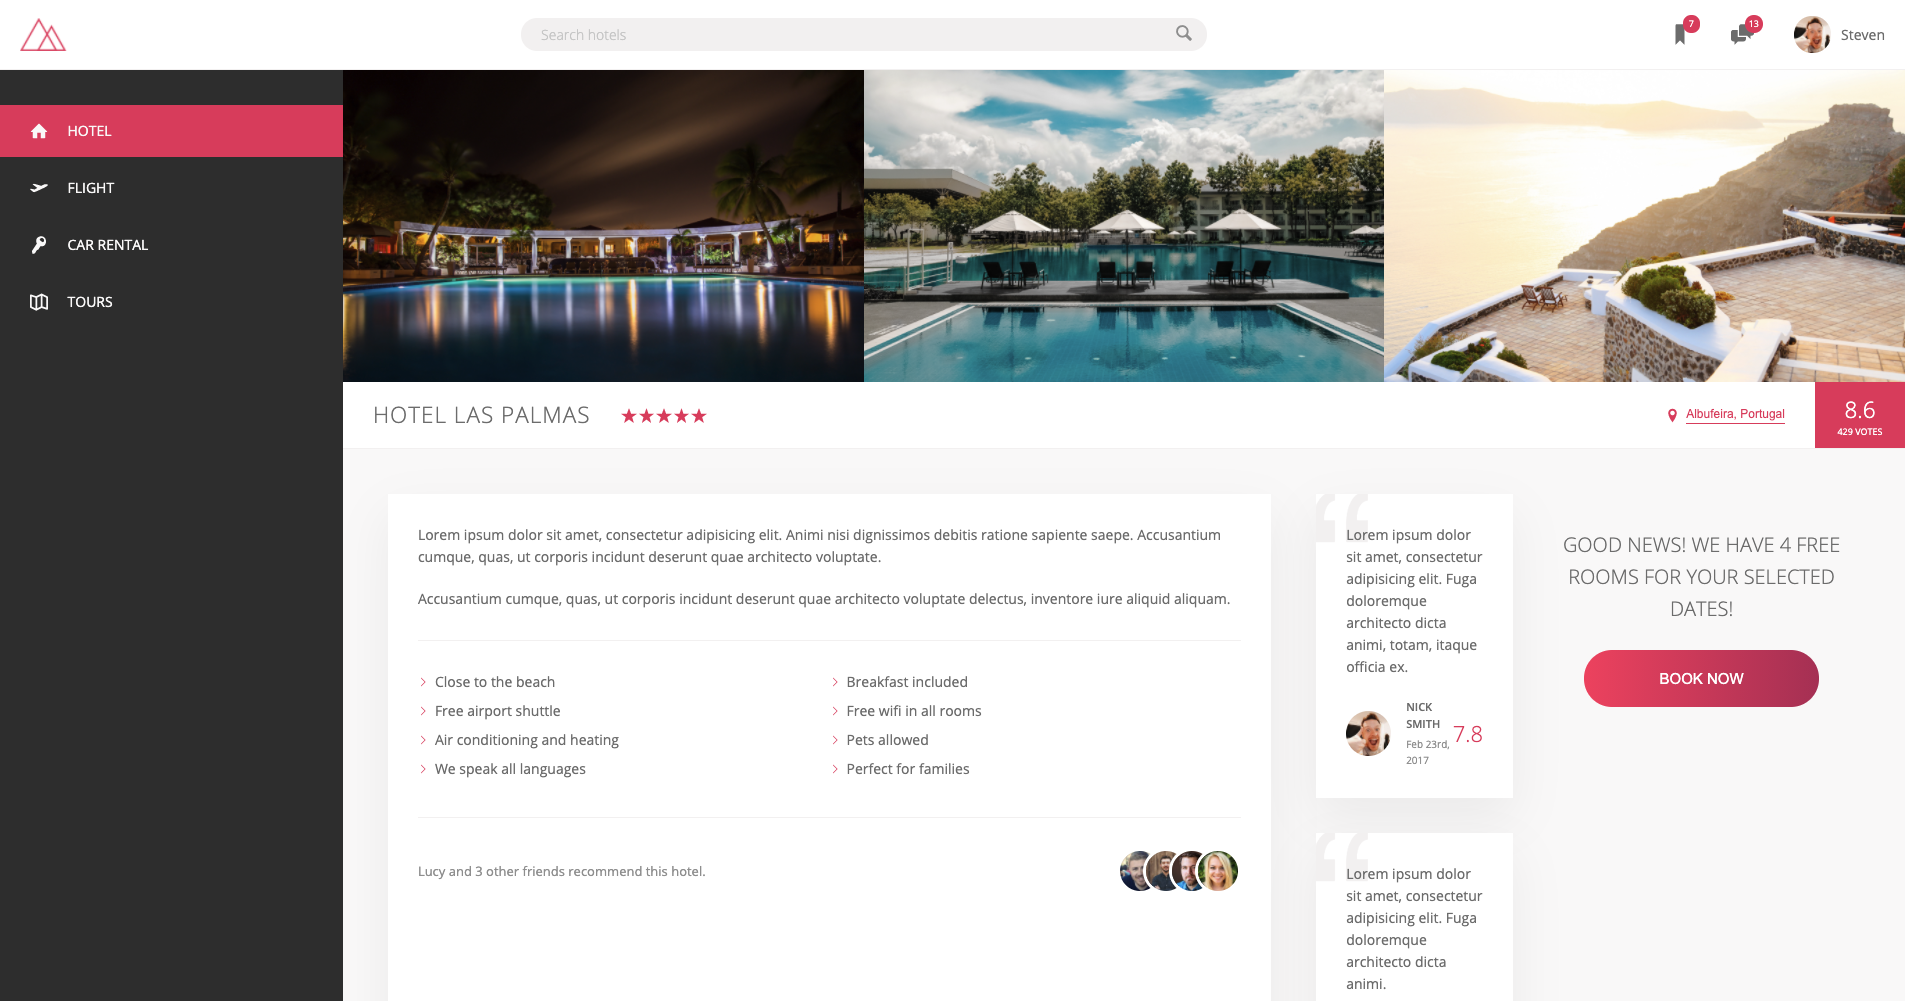 Search hotels
7
13
Steven
HOTEL
FLIGHT
CAR RENTAL
TOURS
HOTEL LAS PALMAS
Albufeira, Portugal
8.6
429 VOTES
Lorem ipsum dolor sit amet, consectetur adipisicing elit. Animi nisi dignissimos debitis ratione sapiente saepe. Accusantium
cumque, quas, ut corporis incidunt deserunt quae architecto voluptate.
Accusantium cumque, quas, ut corporis incidunt deserunt quae architecto voluptate delectus, inventore iure aliquid aliquam.
Close to the beach
Free airport shuttle
Air conditioning and heating
We speak all languages
Breakfast included
Free wifi in all rooms
Pets allowed
Perfect for families
Lucy and 3 other friends recommend this hotel.
“
Lorem ipsum dolor
sit amet, consectetur
adipisicing elit. Fuga
doloremque
architecto dicta
animi, totam, itaque
officia ex.
NICK
SMITH
Feb 23rd,
2017
7.8
“
Lorem ipsum dolor
sit amet, consectetur
adipisicing elit. Fuga
doloremque
architecto dicta
animi.
GOOD NEWS! WE HAVE 4 FREE
ROOMS FOR YOUR SELECTED
DATES!
BOOK NOW